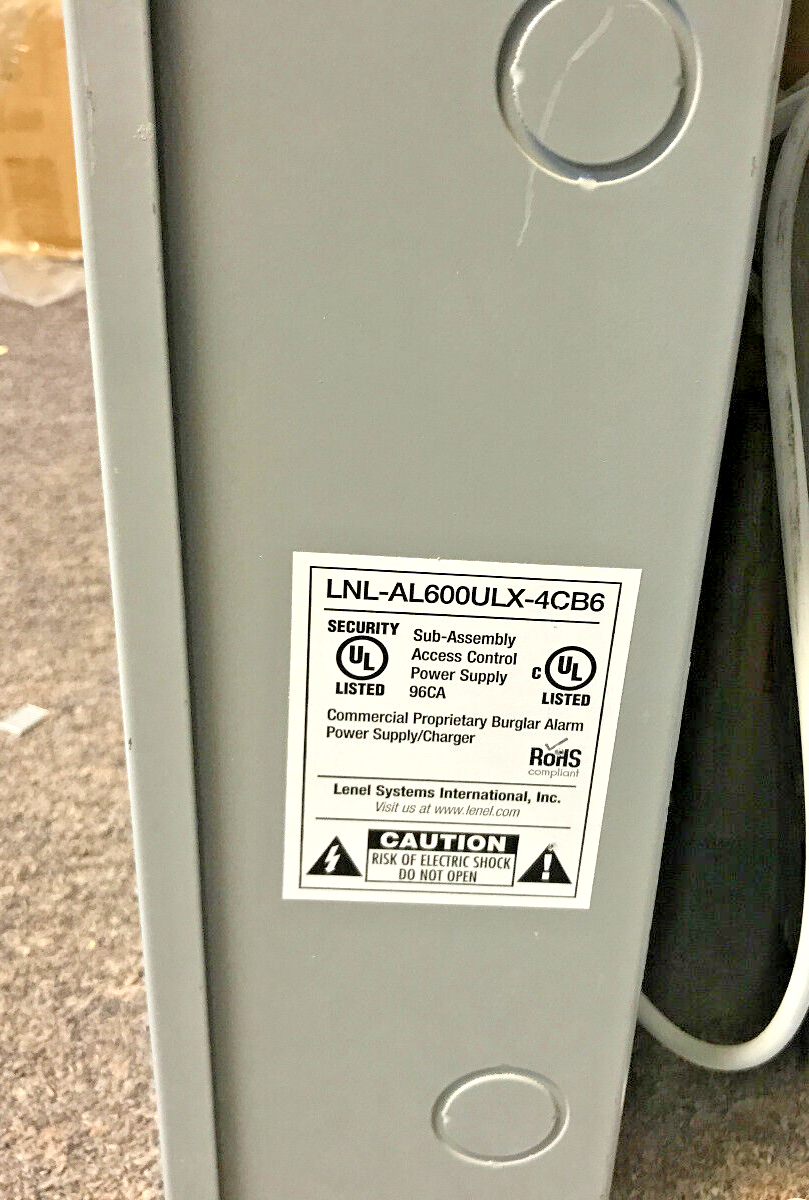 LNL-AL600ULX-4CB6
SECURITY
UL
LISTED
Sub-Assembly
Access Control
Power Supply
96CA
C UL
LISTED
Commercial Proprietary Burglar Alarm
Power Supply/Charger
RoHS
compliant
Lenel Systems International, Inc.
Visit us at www.lenel.com
CAUTION
RISK OF ELECTRIC SHOCK
DO NOT OPEN
!